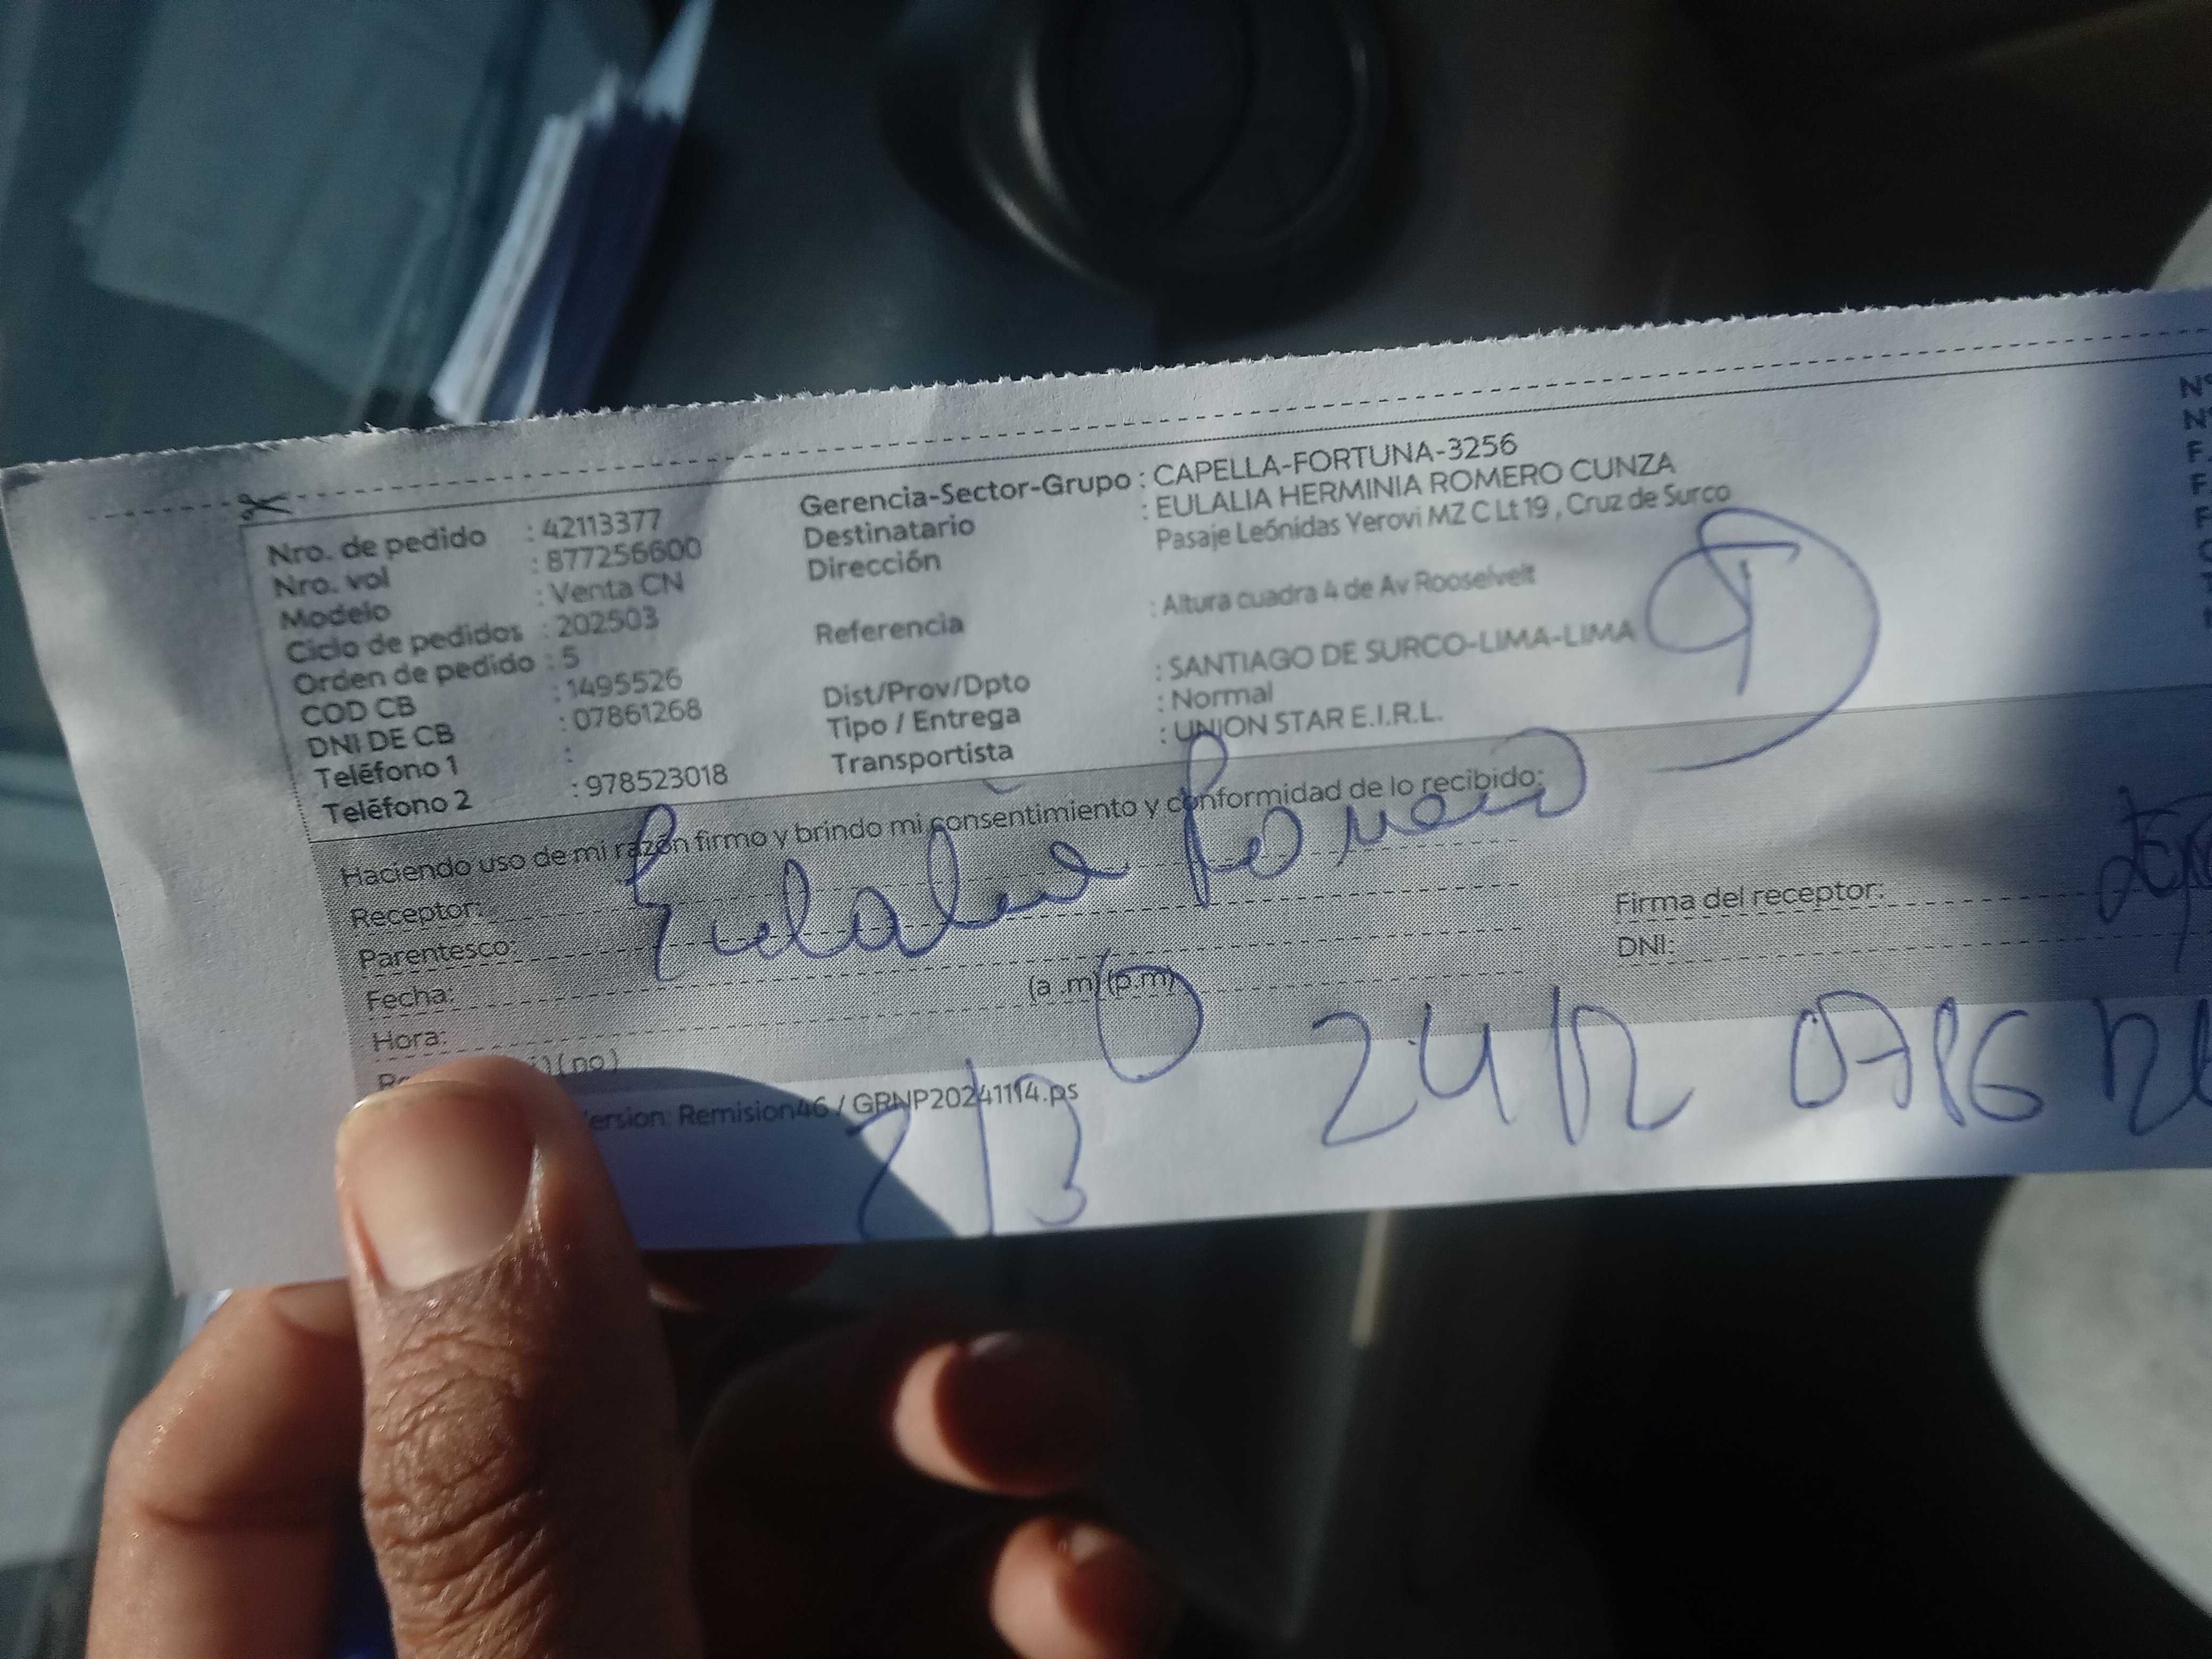 Nro. de pedido : 42113377
Nro. vol : 877256600
Modelo : Venta CN
Ciclo de pedidos : 202503
Orden de pedido : 5
COD CB : 1495526
DNI DE CB : 07861268
Teléfono 1 :
Teléfono 2 : 978523018
Gerencia-Sector-Grupo : CAPELLA-FORTUNA-3256
Destinatario : EULALIA HERMINIA ROMERO CUNZA
Dirección Pasaje Leónidas Yerovi MZ C Lt 19 , Cruz de Surco
Referencia : Altura cuadra 4 de Av Rooselvelt
Dist/Prov/Dpto : SANTIAGO DE SURCO-LIMA-LIMA
Tipo / Entrega : Normal
Transportista : UNION STAR E.I.R.L.
Haciendo uso de mi razón firmo y brindo mi consentimiento y conformidad de lo recibido:
Receptor: Eulalia Romero
Parentesco:
Fecha:
Hora: (a .m) (p.m)
(no)
Firma del receptor:
DNI:
ersion: Remision46 / GRNP20241114.ps
2/3 24/12 0786 12